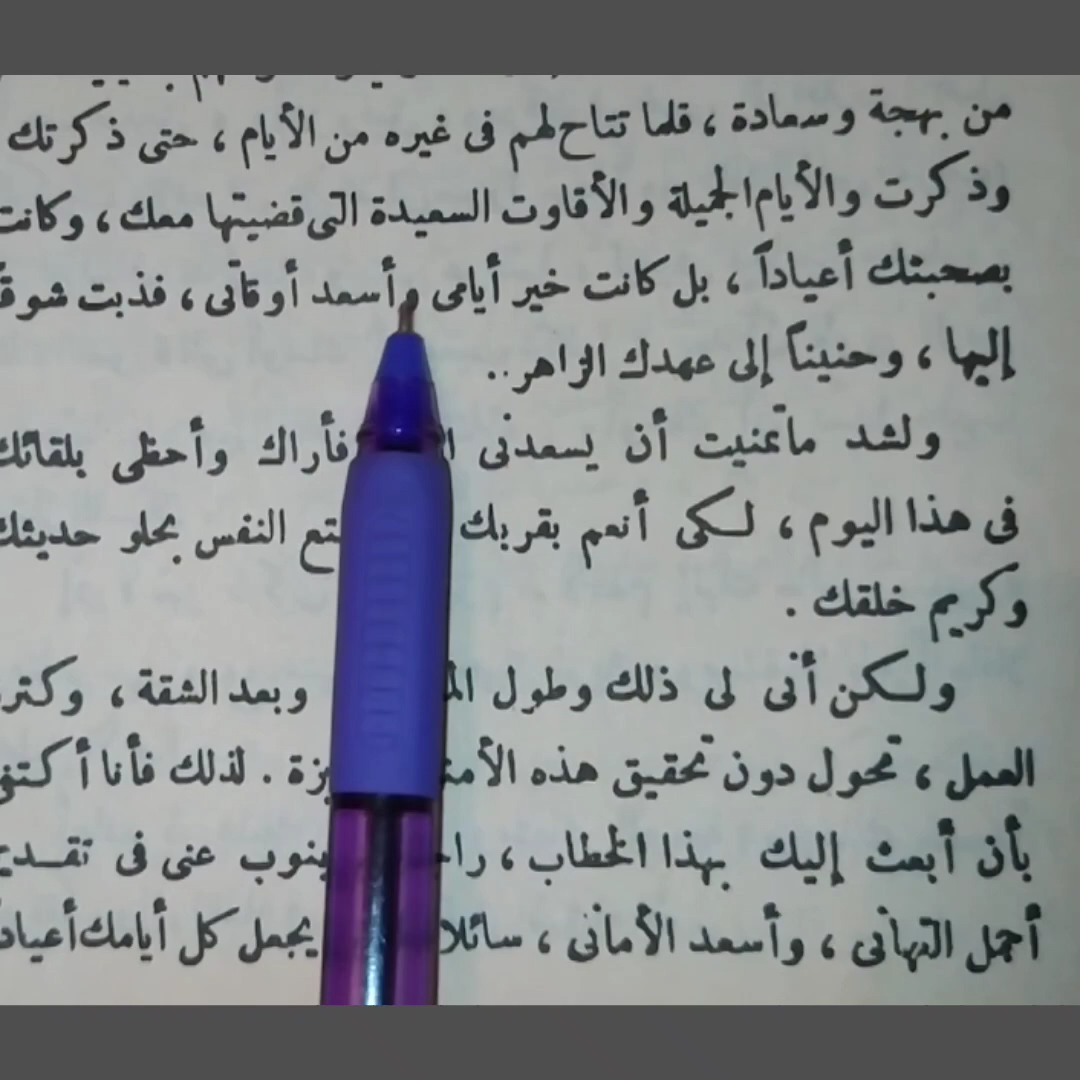 من بهجة وسعادة ، قلما تتاح لهم فى غيره من الأيام ، حتى ذكرتك
وذكرت والأيام الجميلة والأقاوت السعيدة التى قضيتها معك ، وكانت
بصحبتك أعياداً ، بل كانت خير أيامى وأسعد أوقاتى ، فذبت شوقاً
إليها ، وحنيناً إلى عهدك الزاهر ..
ولشد ماتمنيت أن يسعدنى فأراك وأحظى بلقائك
فى هذا اليوم ، لكى أنعم بقربك النفس بحلو حديثك
وكريم خلقك .
ولكن أنى لى ذلك وطول وبعد الشقة ، وكثرة
العمل ، تحول دون تحقيق هذه . لذلك فأنا أكتفى
بأن أبعث إليك بهذا الخطاب ، ينوب عنى فى تقديم
أجمل التهانى ، وأسعد الأمانى ، سائلا يجعل كل أيامك أعياداً